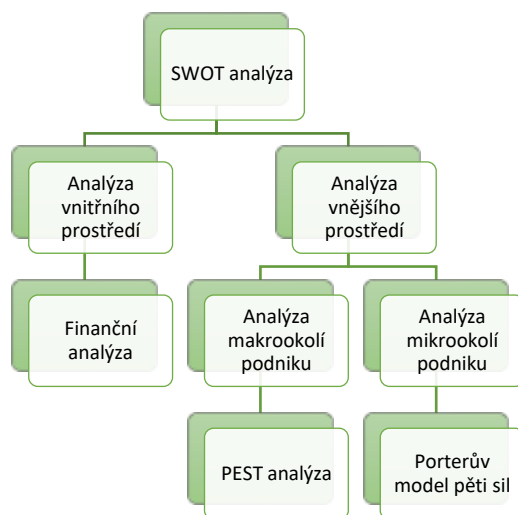 SWOT analýza
Analýza
vnitřního
prostředí
Analýza
vnějšího
prostředí
Finanční
analýza
Analýza
makrookolí
podniku
Analýza
mikrookolí
podniku
PEST analýza
Porterův
model pěti sil